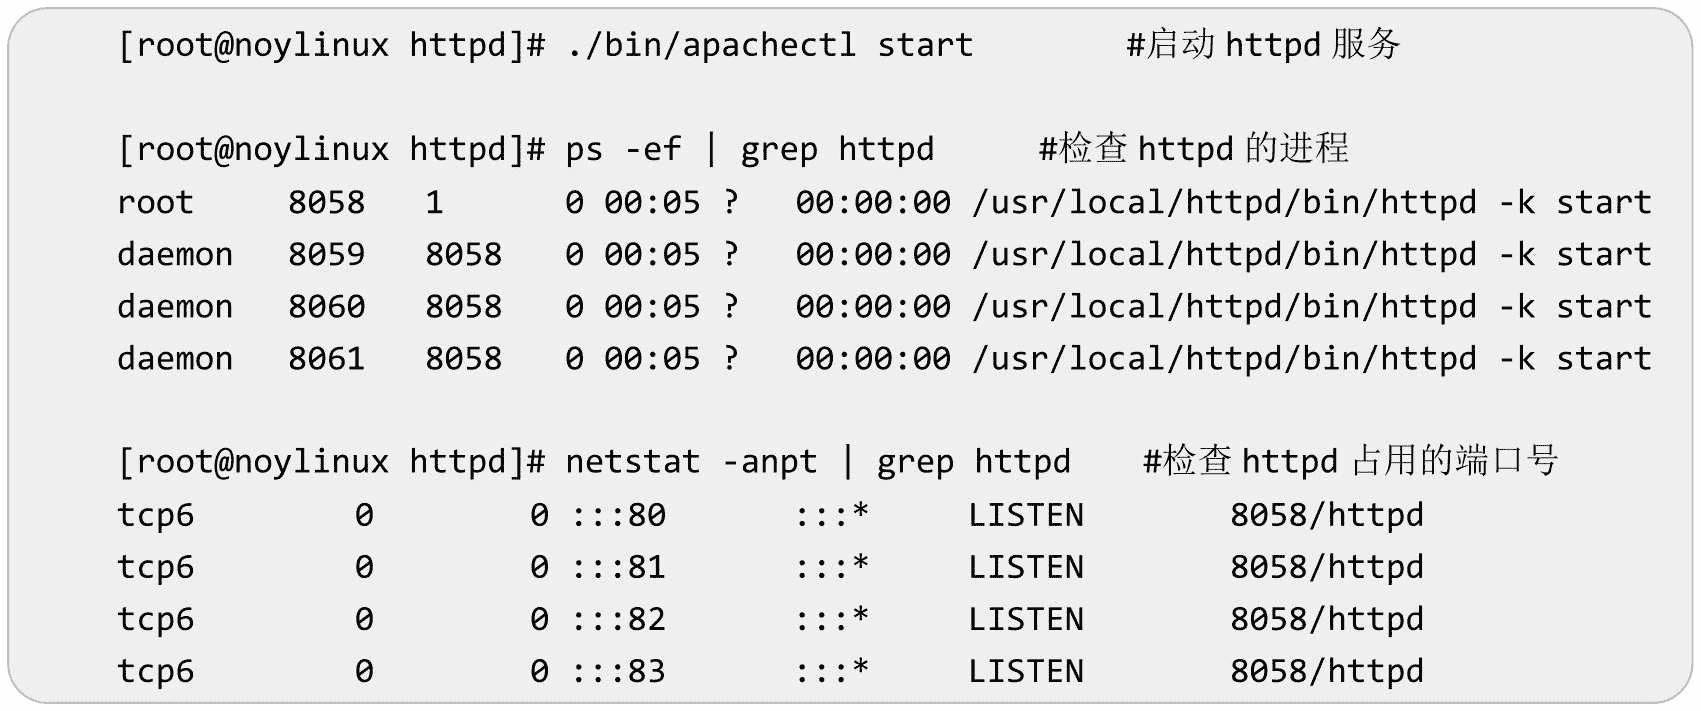 [root@noylinux httpd]# ./bin/apachectl start #启动 httpd 服务
[root@noylinux httpd]# ps -ef | grep httpd #检查 httpd 的进程
root 8058 1 0 00:05 ? 00:00:00 /usr/local/httpd/bin/httpd -k start
daemon 8059 8058 0 00:05 ? 00:00:00 /usr/local/httpd/bin/httpd -k start
daemon 8060 8058 0 00:05 ? 00:00:00 /usr/local/httpd/bin/httpd -k start
daemon 8061 8058 0 00:05 ? 00:00:00 /usr/local/httpd/bin/httpd -k start
[root@noylinux httpd]# netstat -anpt | grep httpd #检查 httpd 占用的端口号
tcp6 0 0 :::80 :::* LISTEN 8058/httpd
tcp6 0 0 :::81 :::* LISTEN 8058/httpd
tcp6 0 0 :::82 :::* LISTEN 8058/httpd
tcp6 0 0 :::83 :::* LISTEN 8058/httpd